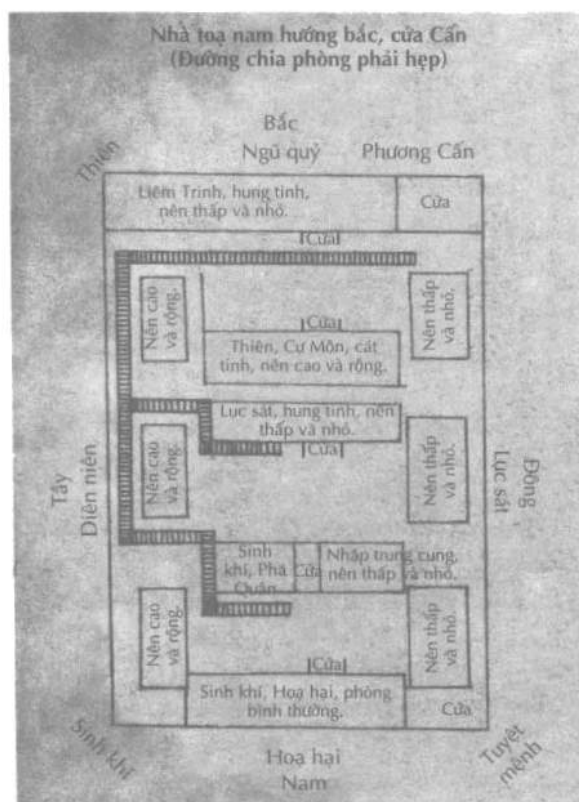 Nhà toạ nam hướng bắc, cửa Cấn
(Đường chia phòng phải hẹp)
Bắc
Thiên
Ngũ quỷ
Phương Cấn
Liêm Trinh, hung tinh,
nên thấp và nhỏ.
Cửa
Cửa
Nên cao
và rộng.
Cửa
Nên thấp
và nhỏ.
Thiên, Cự Môn, cát
tinh, nên cao và rộng.
Lục sát, hung tinh, nên
thấp và nhỏ.
Cửa
Tây
Diên niên
Nên cao
và rộng.
Nên thấp
và nhỏ.
Đông
Lục sát
Sinh
khí, Phá
Quân
Cửa
Nhập trung cung,
nên thấp và nhỏ.
Nên cao
và rộng.
Nên thấp
và nhỏ.
Cửa
Sinh khí, Hoạ hại, phòng
bình thường.
Cửa
Sinh khí
Hoạ hại
Nam
Tuyệt
mệnh